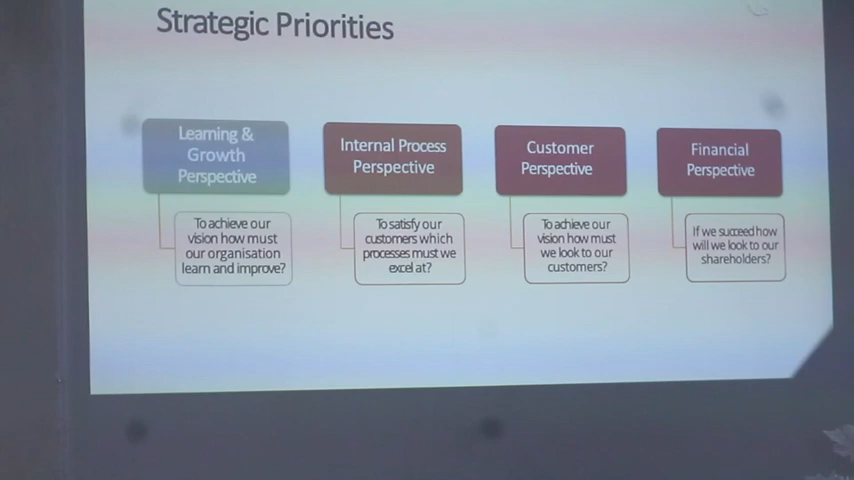 Strategic Priorities
Learning &
Growth
Perspective
To achieve our
vision how must
our organisation
learn and improve?
Internal Process
Perspective
To satisfy our
customers which
processes must we
excel at?
Customer
Perspective
To achieve our
vision how must
we look to our
customers?
Financial
Perspective
If we succeed how
will we look to our
shareholders?